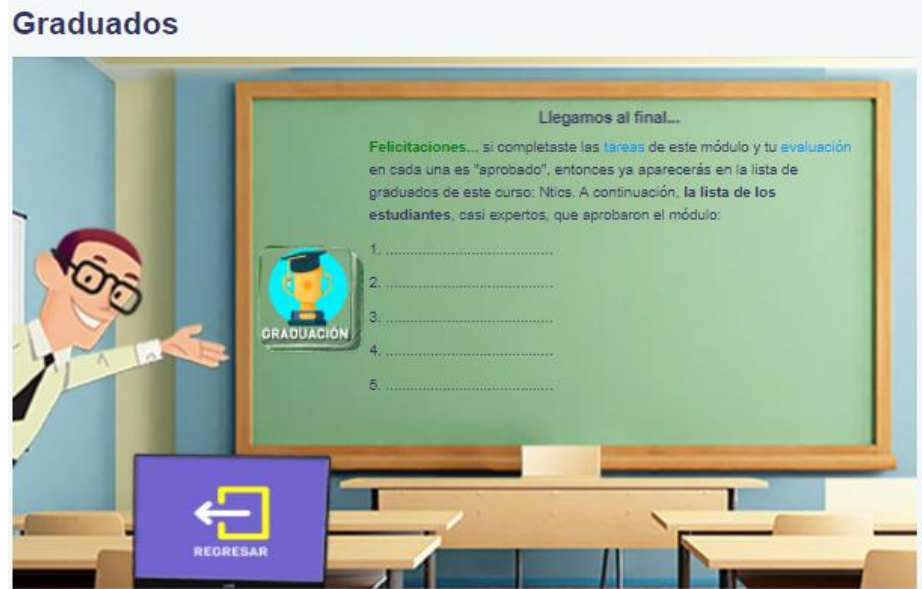 Graduados
Llegamos al final...
Felicitaciones... si completaste las tareas de este módulo y tu evaluación
en cada una es "aprobado", entonces ya aparecerás en la lista de
graduados de este curso: Ntics. A continuación, la lista de los
estudiantes, casi expertos, que aprobaron el módulo:
1. ..................................................
2. ..................................................
3. ..................................................
4. ..................................................
5. ..................................................
GRADUACIÓN
REGRESAR